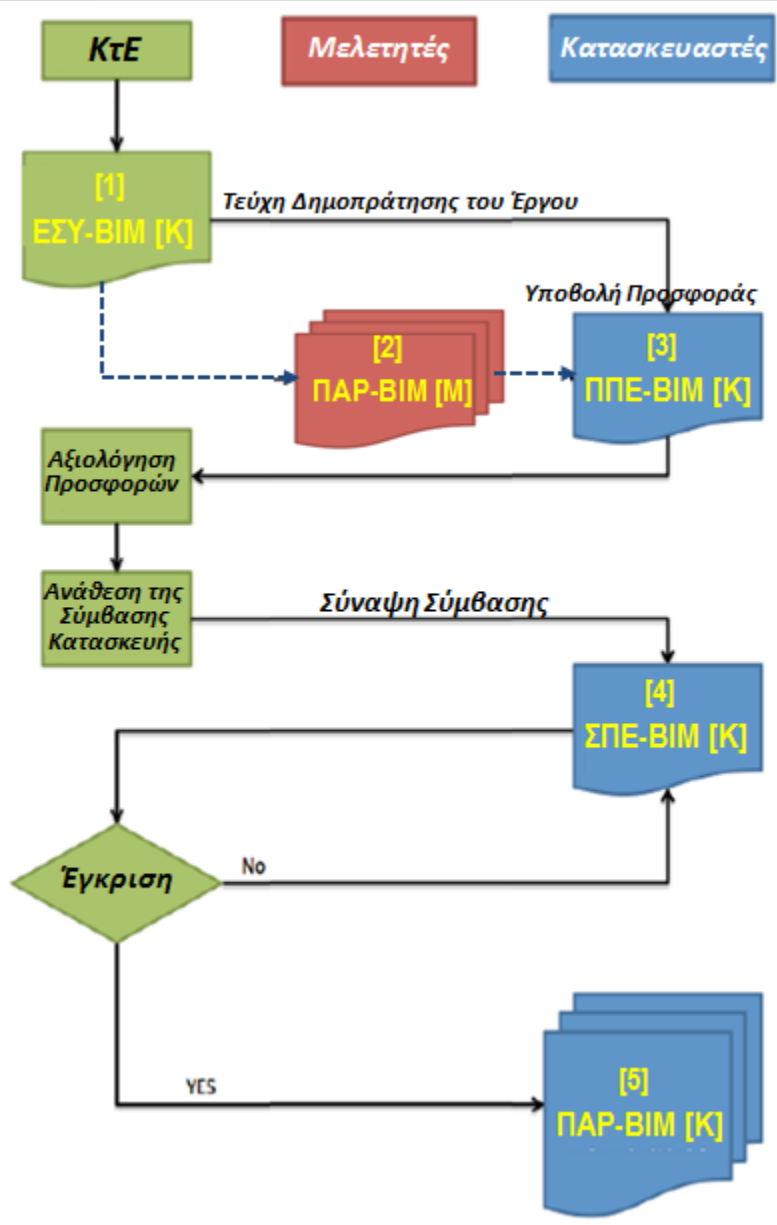 ΚτΕ
Μελετητές
Κατασκευαστές
[1]
ΕΣΥ-BIM [Κ]
Τεύχη Δημοπράτησης του Έργου
Υποβολή Προσφοράς
[2]
ΠΑΡ-BIM [Μ]
[3]
ΠΠΕ-BIM [Κ]
Αξιολόγηση
Προσφορών
Ανάθεση της
Σύμβασης
Κατασκευής
Σύναψη Σύμβασης
[4]
ΣΠΕ-BIM [Κ]
Έγκριση
No
YES
[5]
ΠΑΡ-BIM [Κ]